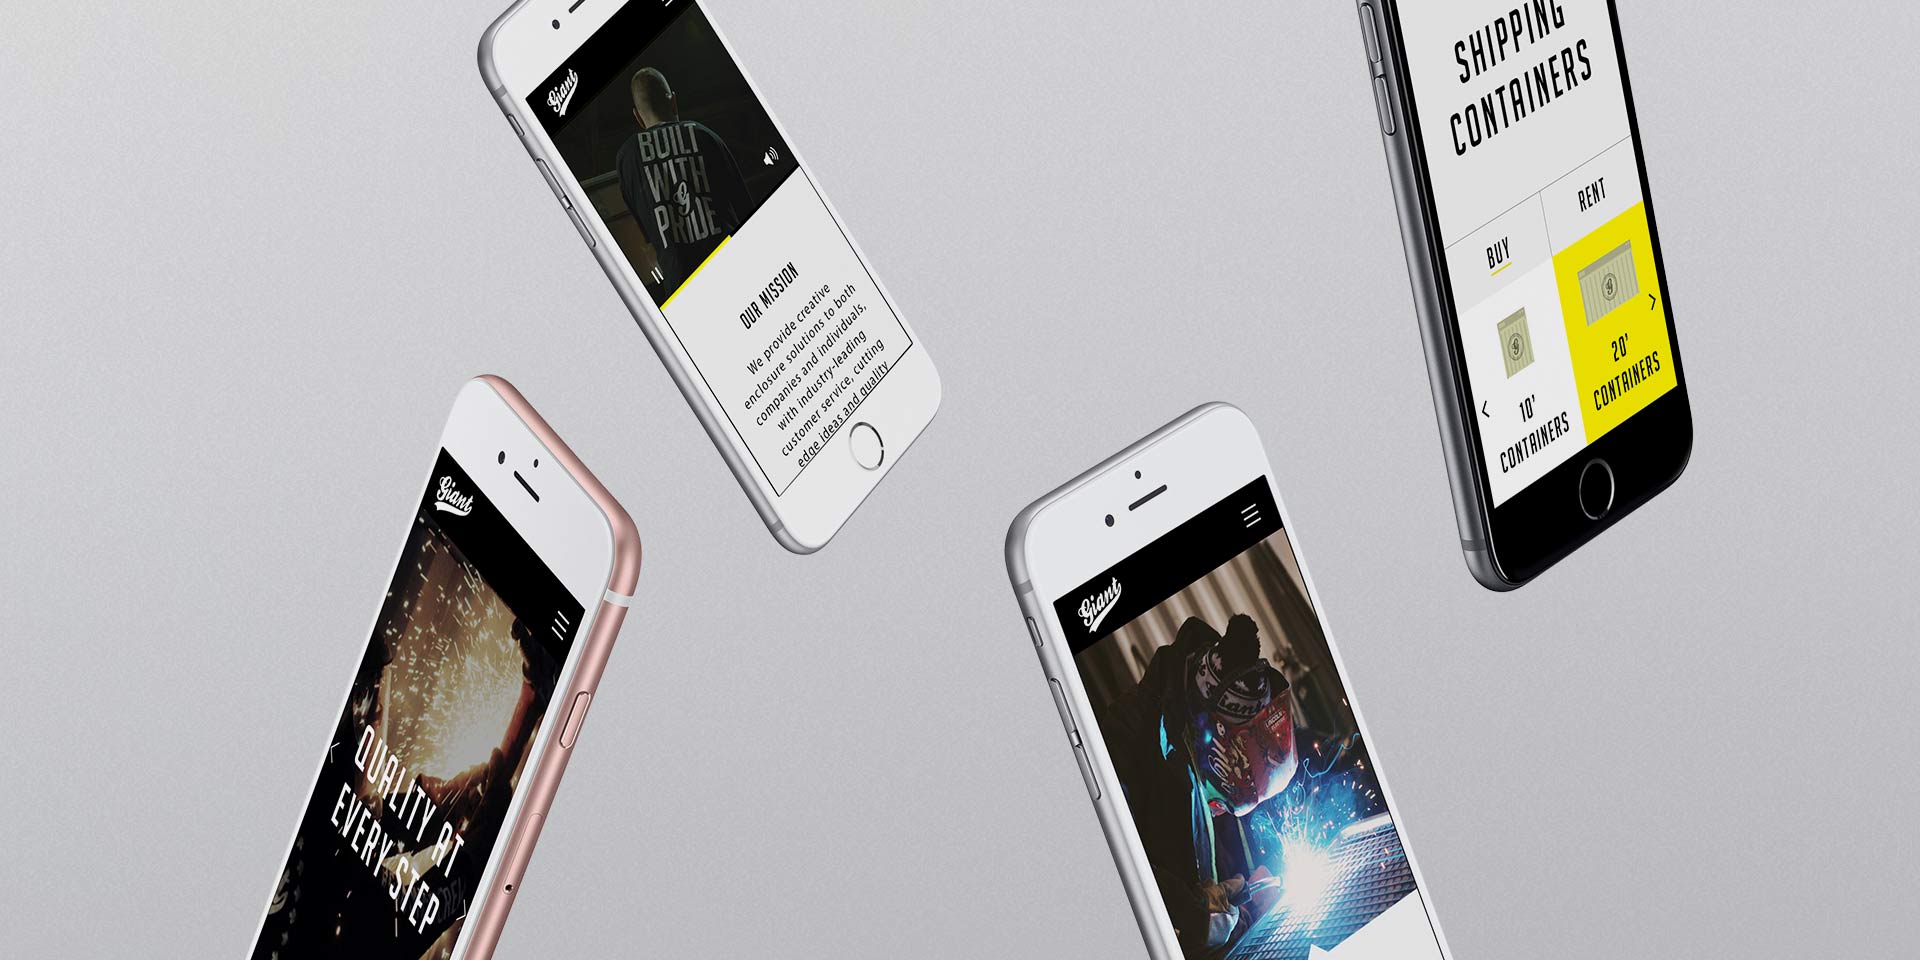 Giant
BUILT
WITH
G
PRIDE
OUR MISSION
We provide creative
enclosure solutions to both
companies and individuals,
with industry-leading
customer service, cutting
edge ideas and quality
SHIPPING
CONTAINERS
BUY
RENT
10'
CONTAINERS
20'
CONTAINERS
Giant
QUALITY AT
EVERY STEP
Giant
Giant
LINCOLN